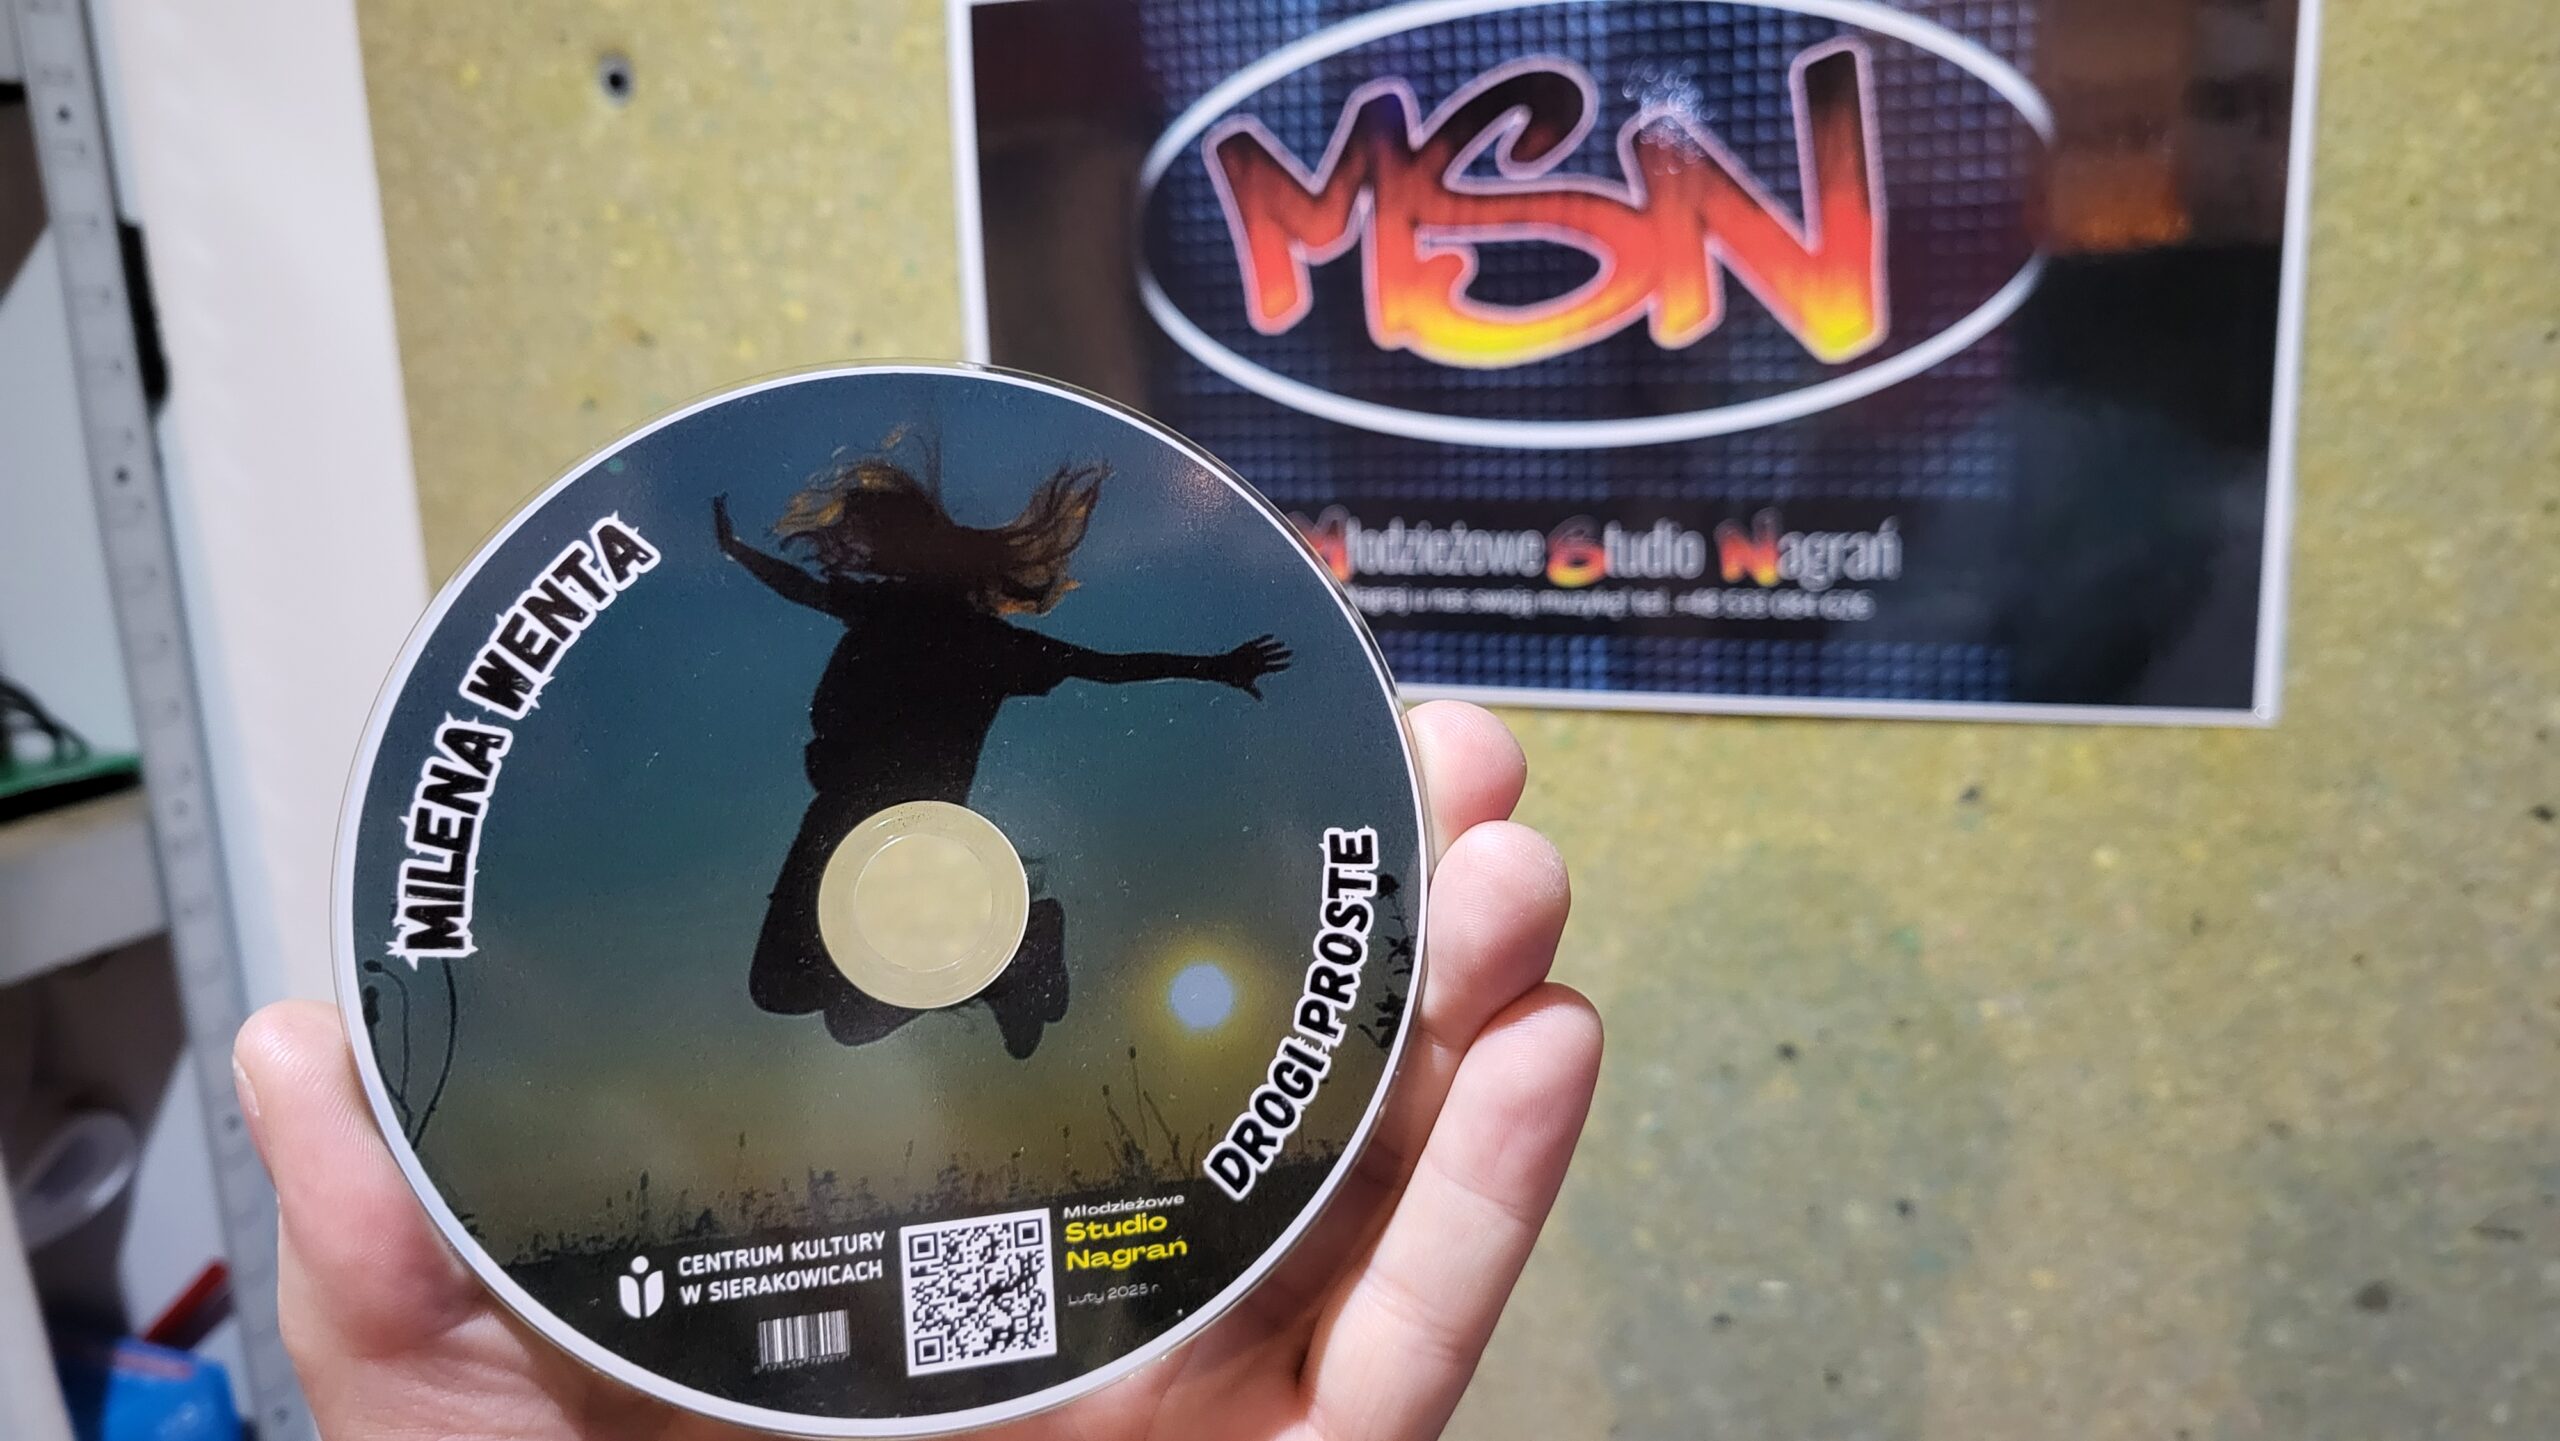 MSN
Młodzieżowe Studio Nagrań
MILENA WENTA
DROGI PROSTE
CENTRUM KULTURY
W SIERAKOWICACH
Młodzieżowe
Studio
Nagrań
Luty 2025 r.